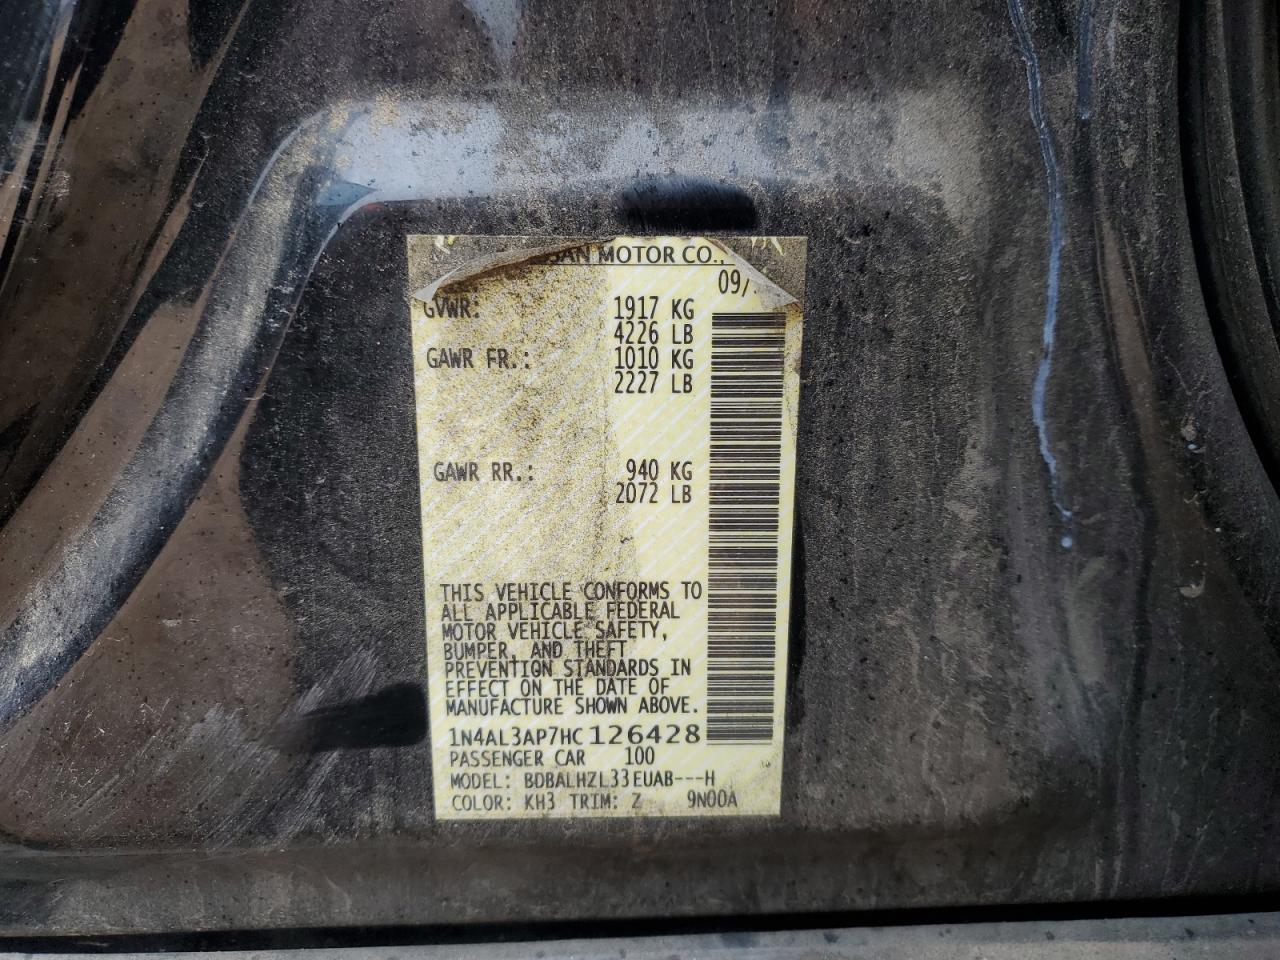 MOTOR CO.,
09/
GVWR: 1917 KG
4226 LB
GAWR FR.: 1010 KG
2227 LB
GAWR RR.: 940 KG
2072 LB
THIS VEHICLE CONFORMS TO
ALL APPLICABLE FEDERAL
MOTOR VEHICLE SAFETY,
BUMPER, AND THEFT
PREVENTION STANDARDS IN
EFFECT ON THE DATE OF
MANUFACTURE SHOWN ABOVE.
1N4AL3AP7HC126428
PASSENGER CAR 100
MODEL: BDBALHZL33EUAB---H
COLOR: KH3 TRIM: Z 9N00A